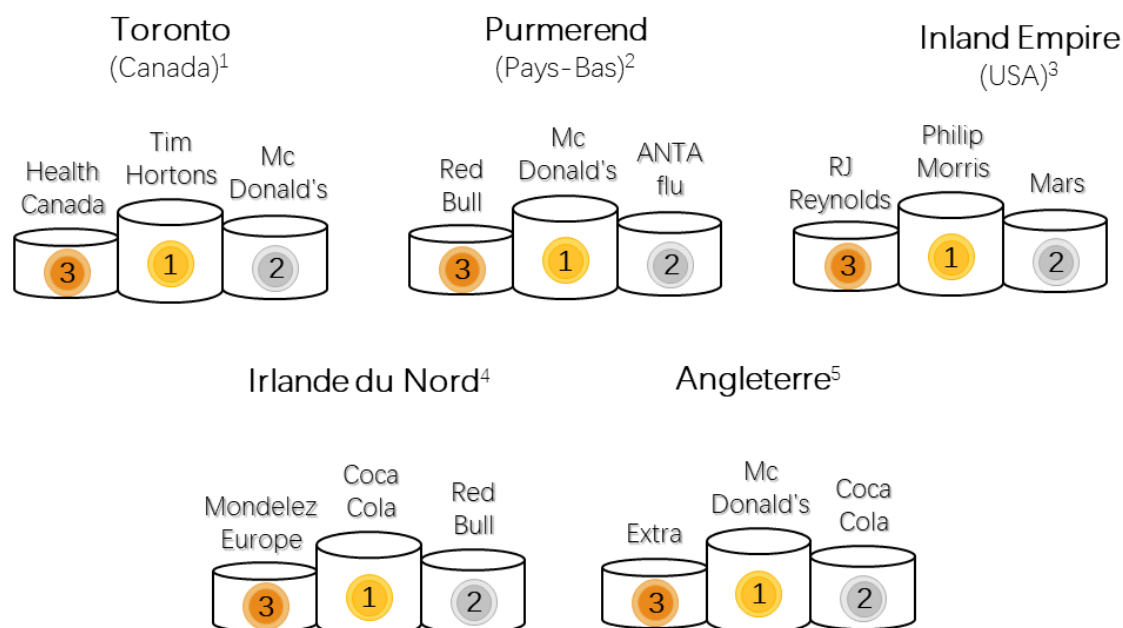 Toronto
(Canada)1
Health
Canada
Tim
Hortons
Mc
Donald's
3
1
2
Purmerend
(Pays-Bas)2
Red
Bull
Mc
Donald's
ANTA
flu
3
1
2
Inland Empire
(USA)3
RJ
Reynolds
Philip
Morris
Mars
3
1
2
Irlande du Nord4
Mondelez
Europe
Coca
Cola
Red
Bull
3
1
2
Angleterre5
Extra
Mc
Donald's
Coca
Cola
3
1
2